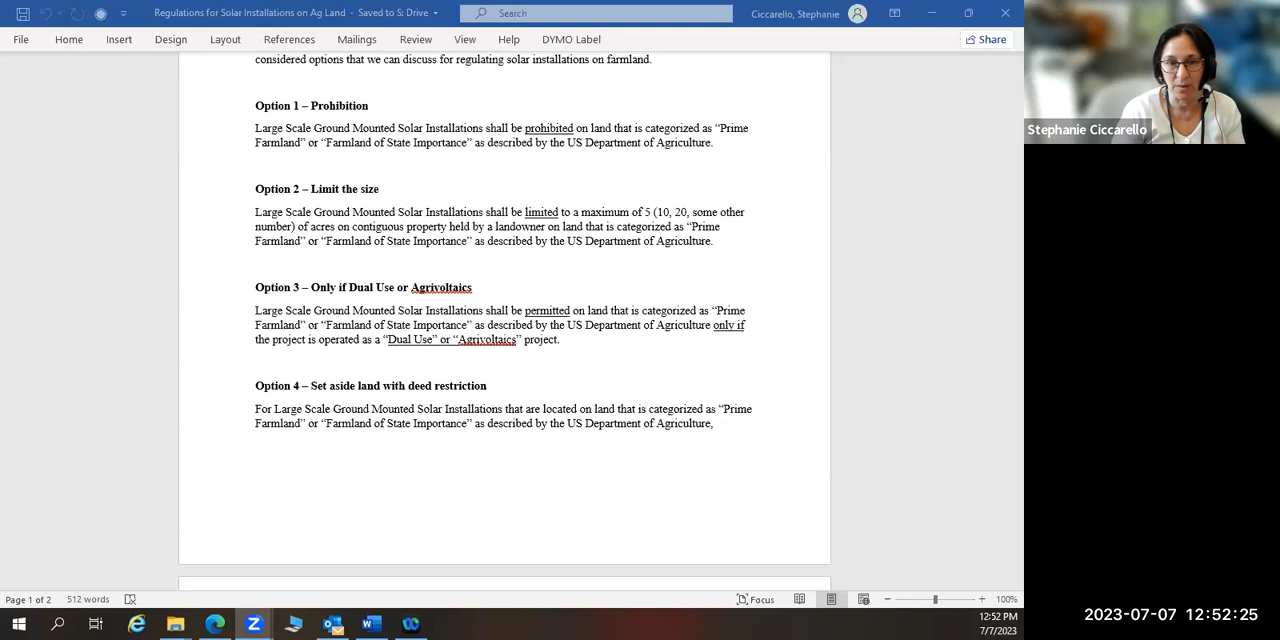 Regulations for Solar Installations on Ag Land - Saved to S: Drive
Search
Ciccarello, Stephanie
File Home Insert Design Layout References Mailings Review View Help DYMO Label
Share
considered options that we can discuss for regulating solar installations on farmland.
Option 1 – Prohibition
Large Scale Ground Mounted Solar Installations shall be prohibited on land that is categorized as “Prime
Farmland” or “Farmland of State Importance” as described by the US Department of Agriculture.
Option 2 – Limit the size
Large Scale Ground Mounted Solar Installations shall be limited to a maximum of 5 (10, 20, some other
number) of acres on contiguous property held by a landowner on land that is categorized as “Prime
Farmland” or “Farmland of State Importance” as described by the US Department of Agriculture.
Option 3 – Only if Dual Use or Agrivoltaics
Large Scale Ground Mounted Solar Installations shall be permitted on land that is categorized as “Prime
Farmland” or “Farmland of State Importance” as described by the US Department of Agriculture only if
the project is operated as a “Dual Use” or “Agrivoltaics” project.
Option 4 – Set aside land with deed restriction
For Large Scale Ground Mounted Solar Installations that are located on land that is categorized as “Prime
Farmland” or “Farmland of State Importance” as described by the US Department of Agriculture,
Page 1 of 2 512 words
Focus
100%
12:52 PM
7/7/2023
Stephanie Ciccarello
2023-07-07 12:52:25